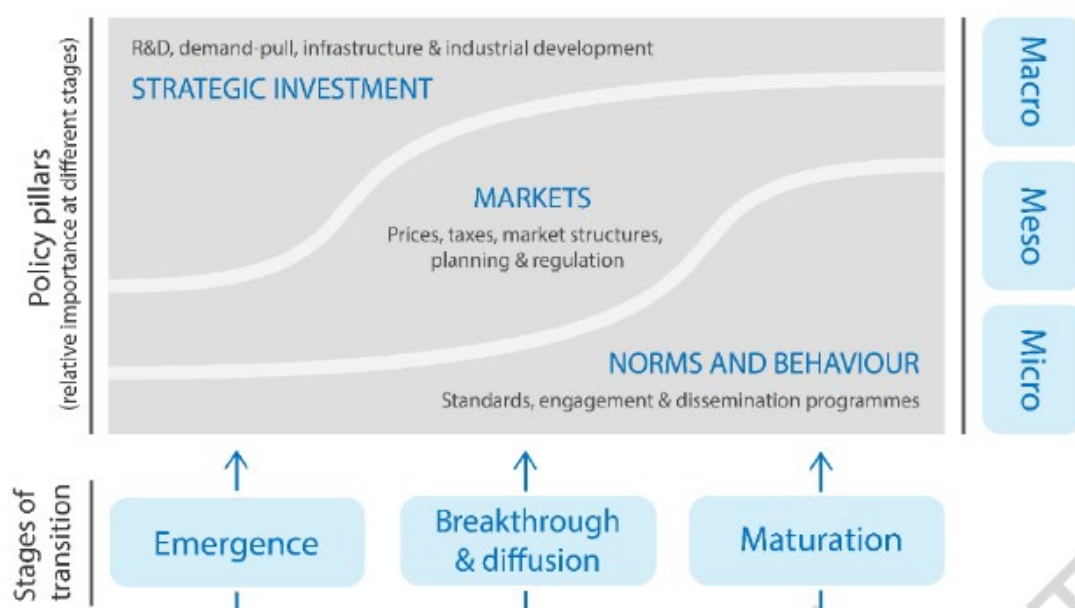 Policy pillars
(relative importance at different stages)
R&D, demand-pull, infrastructure & industrial development
STRATEGIC INVESTMENT
MARKETS
Prices, taxes, market structures,
planning & regulation
NORMS AND BEHAVIOUR
Standards, engagement & dissemination programmes
Macro
Meso
Micro
Stages of
transition
Emergence
Breakthrough
& diffusion
Maturation